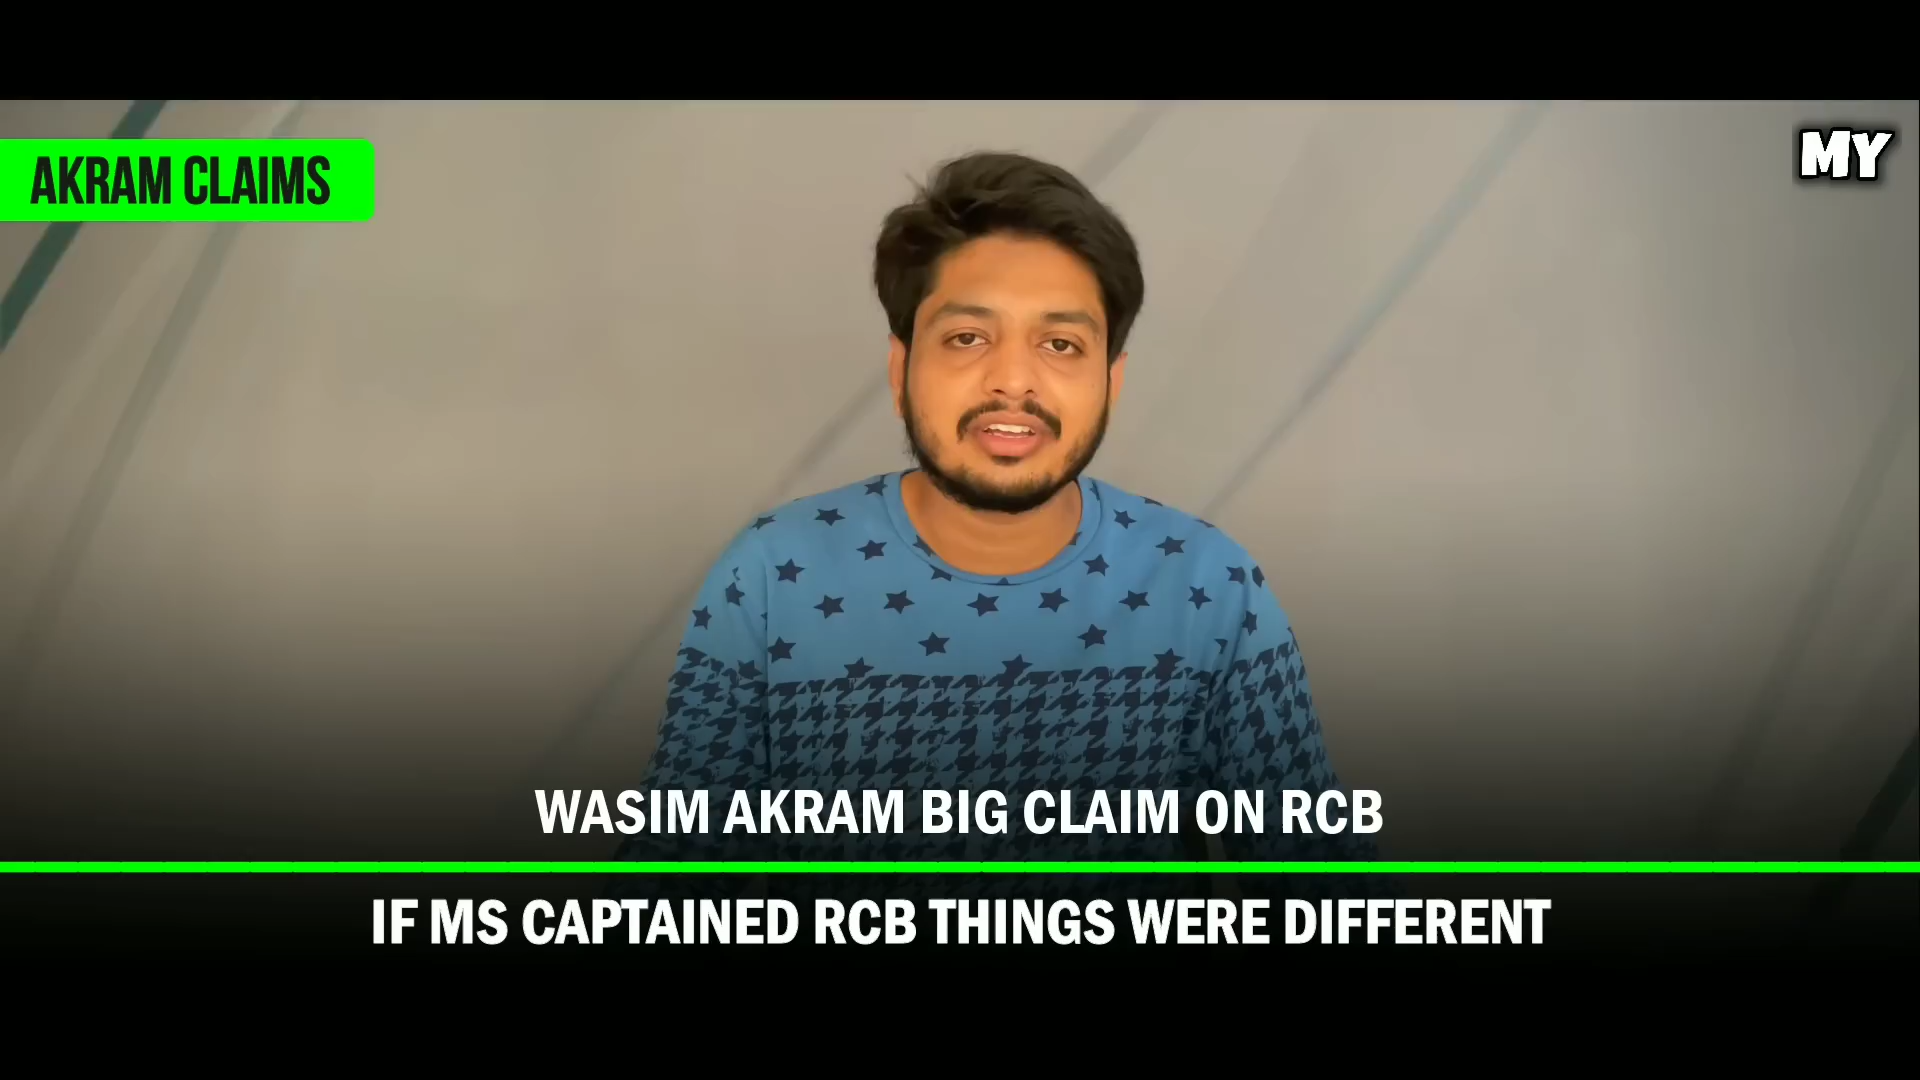 AKRAM CLAIMS
MY
WASIM AKRAM BIG CLAIM ON RCB
IF MS CAPTAINED RCB THINGS WERE DIFFERENT